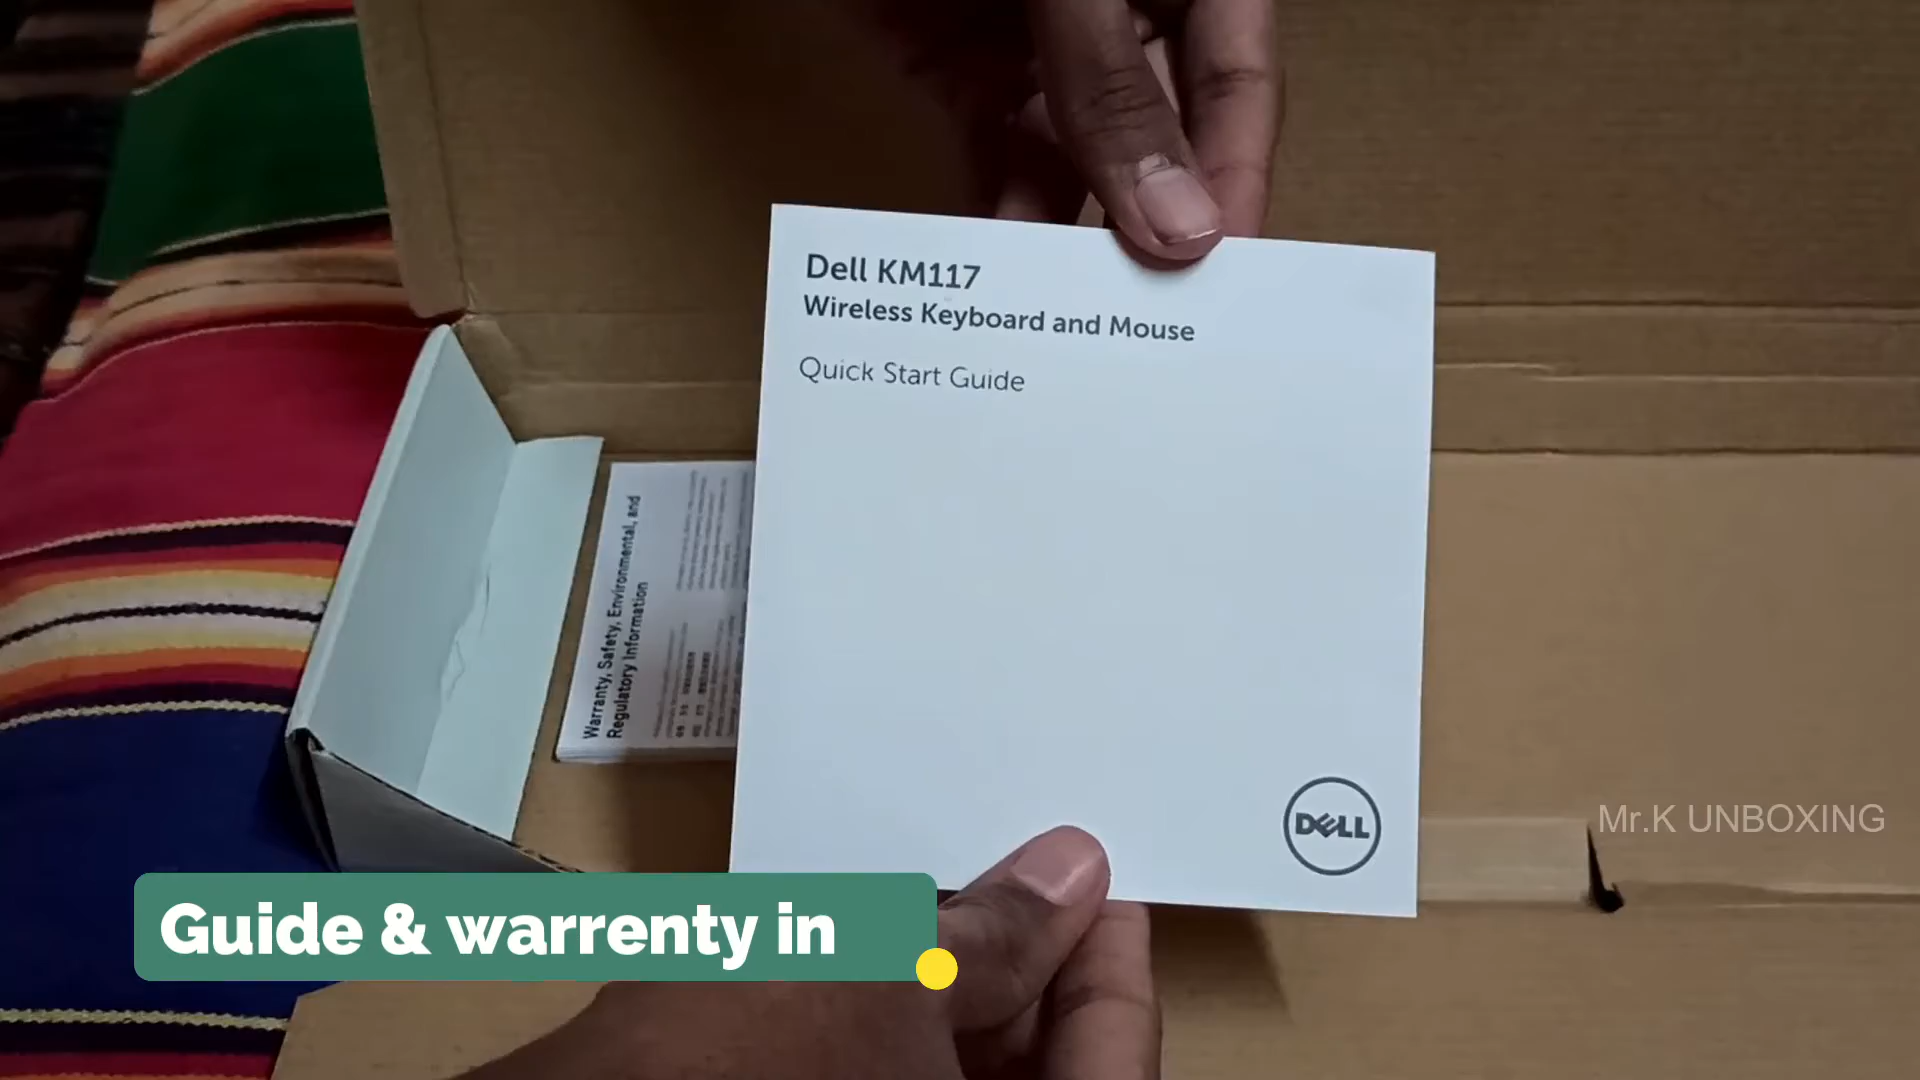 Dell KM117
Wireless Keyboard and Mouse
Quick Start Guide
DELL
Warranty, Safety, Environmental, and
Regulatory Information
Mr.K UNBOXING
Guide & warrenty in